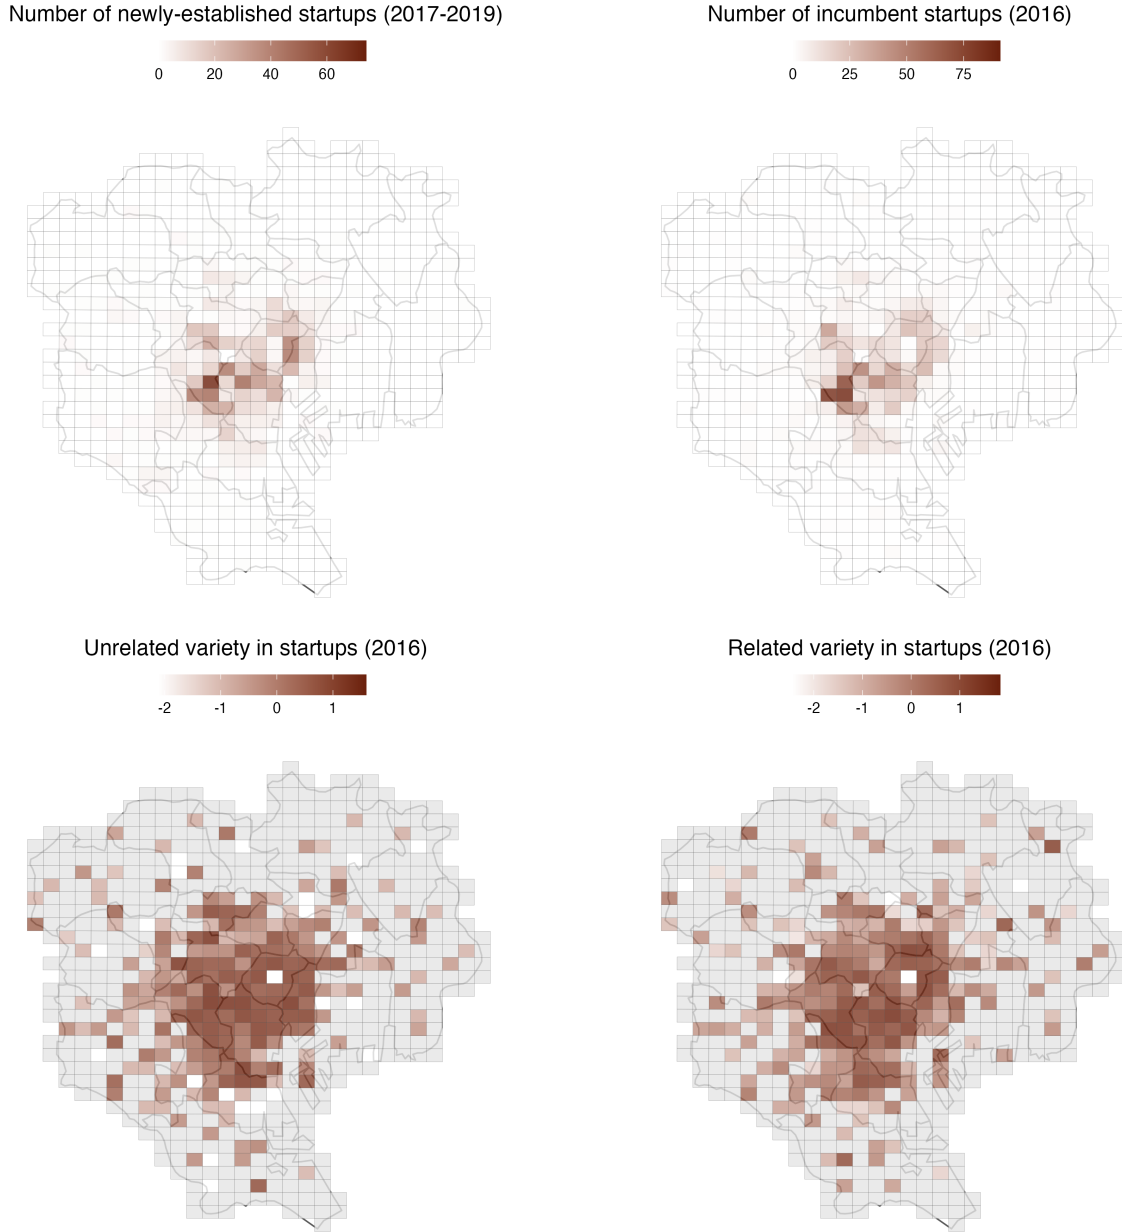 Number of newly-established startups (2017-2019)
0 20 40 60
Number of incumbent startups (2016)
0 25 50 75
Unrelated variety in startups (2016)
-2 -1 0 1
Related variety in startups (2016)
-2 -1 0 1